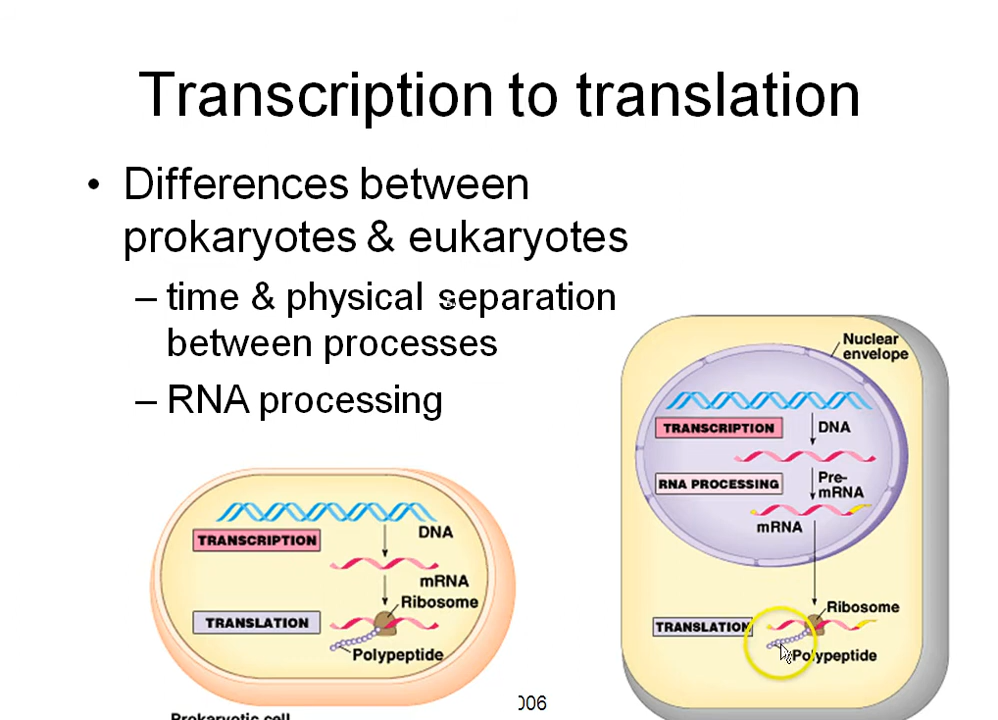 Transcription to translation
• Differences between
prokaryotes & eukaryotes
– time & physical separation
between processes
– RNA processing
Nuclear
envelope
TRANSCRIPTION
DNA
RNA PROCESSING
Pre-
mRNA
mRNA
Ribosome
TRANSLATION
Polypeptide
DNA
TRANSCRIPTION
mRNA
Ribosome
TRANSLATION
Polypeptide
Prokaryotic cell
006